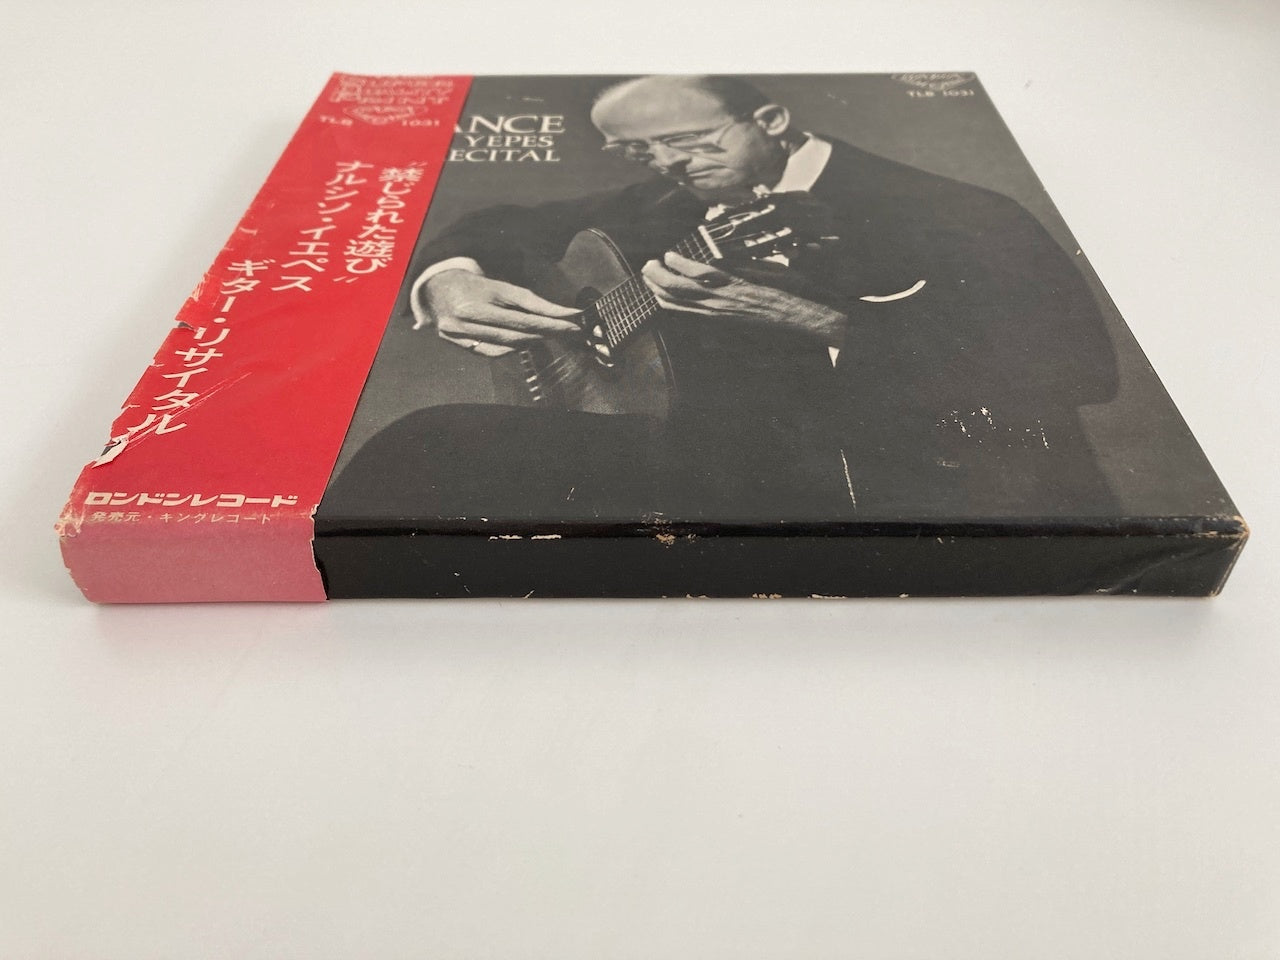 TLB 1031
"禁じられた遊び"
ナルシソ・イエペス
ギター・リサイタル
ロンドンレコード
発売元・キングレコード
ANCE
YEPES
ECITAL
TLB 1031